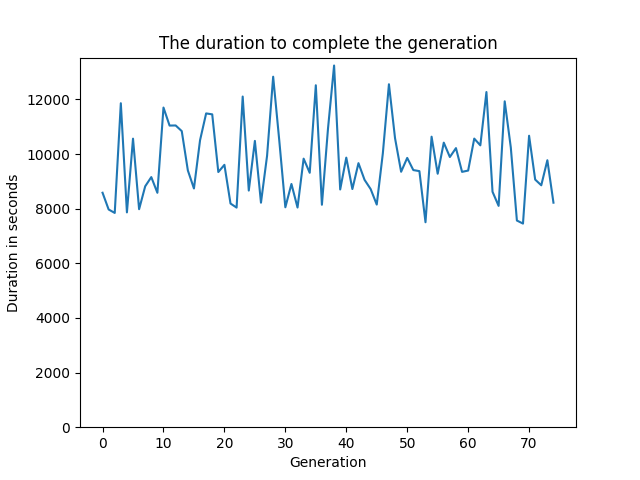 The duration to complete the generation
12000
10000
8000
6000
4000
2000
0
Duration in seconds
0 10 20 30 40 50 60 70
Generation